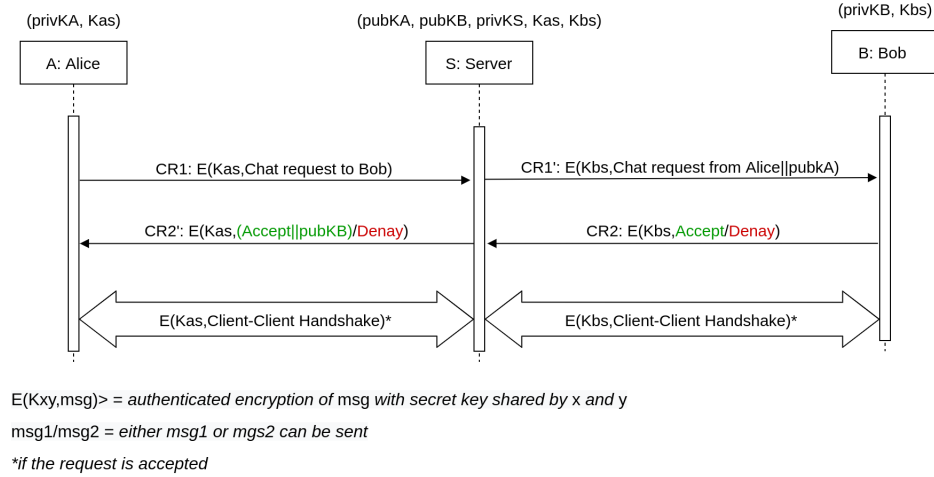 (privKA, Kas)
(pubKA, pubKB, privKS, Kas, Kbs)
(privKB, Kbs)
A: Alice
S: Server
B: Bob
CR1: E(Kas,Chat request to Bob)
CR1': E(Kbs,Chat request from Alice||pubkA)
CR2': E(Kas,(Accept||pubKB)/Denay)
CR2: E(Kbs,Accept/Denay)
E(Kas,Client-Client Handshake)*
E(Kbs,Client-Client Handshake)*
E(Kxy,msg)> = authenticated encryption of msg with secret key shared by x and y
msg1/msg2 = either msg1 or mgs2 can be sent
*if the request is accepted